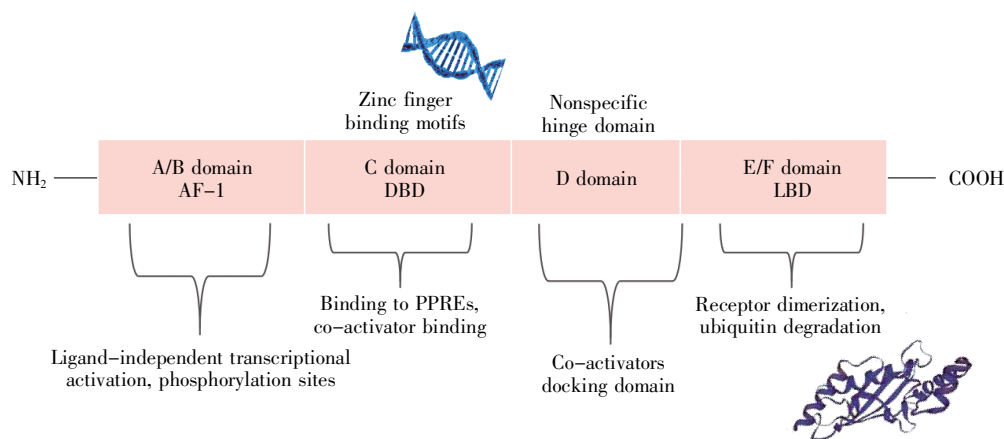 Zinc finger
binding motifs
Nonspecific
hinge domain
NH₂
A/B domain
AF−1
C domain
DBD
D domain
E/F domain
LBD
COOH
Binding to PPREs,
co−activator binding
Receptor dimerization,
ubiquitin degradation
Ligand−independent transcriptional
activation, phosphorylation sites
Co−activators
docking domain